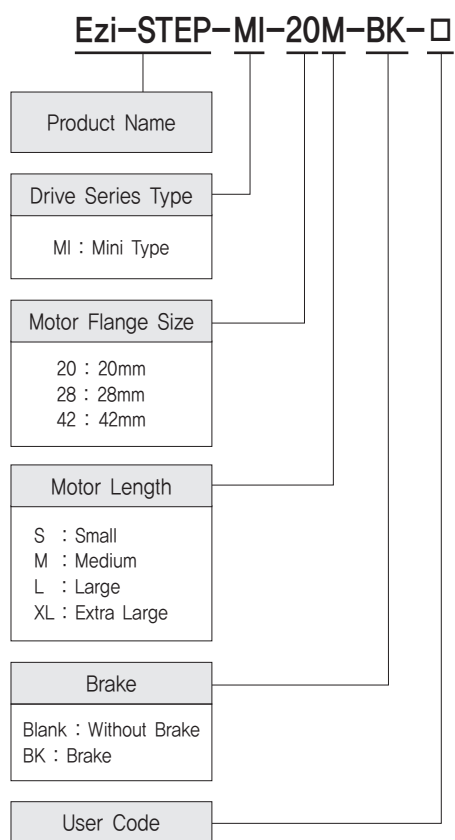 Ezi-STEP-MI-20M-BK-□
Product Name
Drive Series Type
MI : Mini Type
Motor Flange Size
20 : 20mm
28 : 28mm
42 : 42mm
Motor Length
S : Small
M : Medium
L : Large
XL : Extra Large
Brake
Blank : Without Brake
BK : Brake
User Code